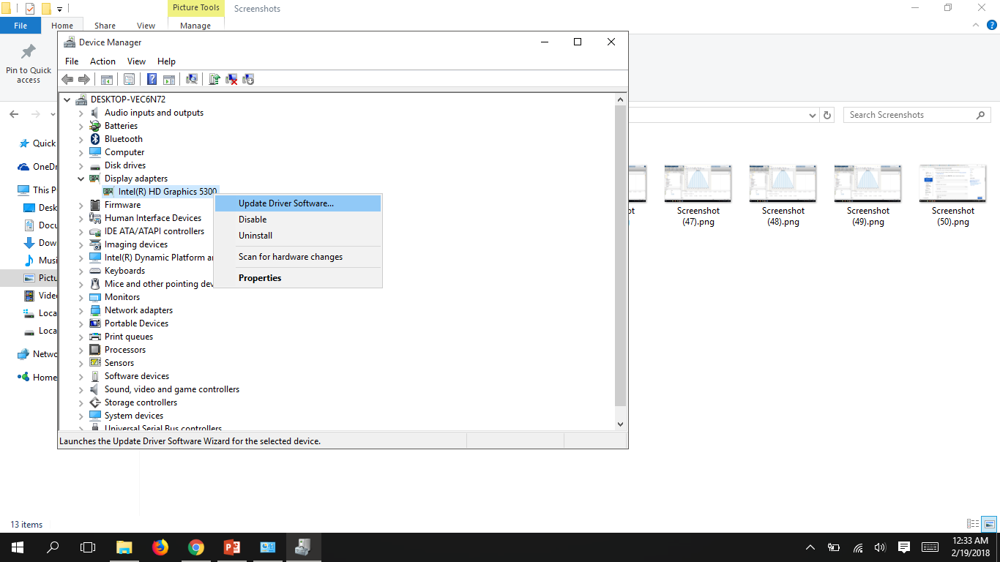 Picture Tools
Screenshots
File
Home
Share
View
Manage
Pin to Quick
access
Device Manager
File
Action
View
Help
DESKTOP-VEC6N72
Audio inputs and outputs
Batteries
Bluetooth
Computer
Disk drives
Display adapters
Intel(R) HD Graphics 5300
Firmware
Human Interface Devices
IDE ATA/ATAPI controllers
Imaging devices
Intel(R) Dynamic Platform a
Keyboards
Mice and other pointing dev
Monitors
Network adapters
Portable Devices
Print queues
Processors
Sensors
Software devices
Sound, video and game controllers
Storage controllers
System devices
Universal Serial Bus controllers
Update Driver Software...
Disable
Uninstall
Scan for hardware changes
Properties
Launches the Update Driver Software Wizard for the selected device.
Search Screenshots
Quick
OneDr
This P
Desk
Docu
Dow
Musi
Pictu
Video
Loca
Loca
Netwo
Home
Screenshot
(47).png
Screenshot
(48).png
Screenshot
(49).png
Screenshot
(50).png
13 items
12:33 AM
2/19/2018